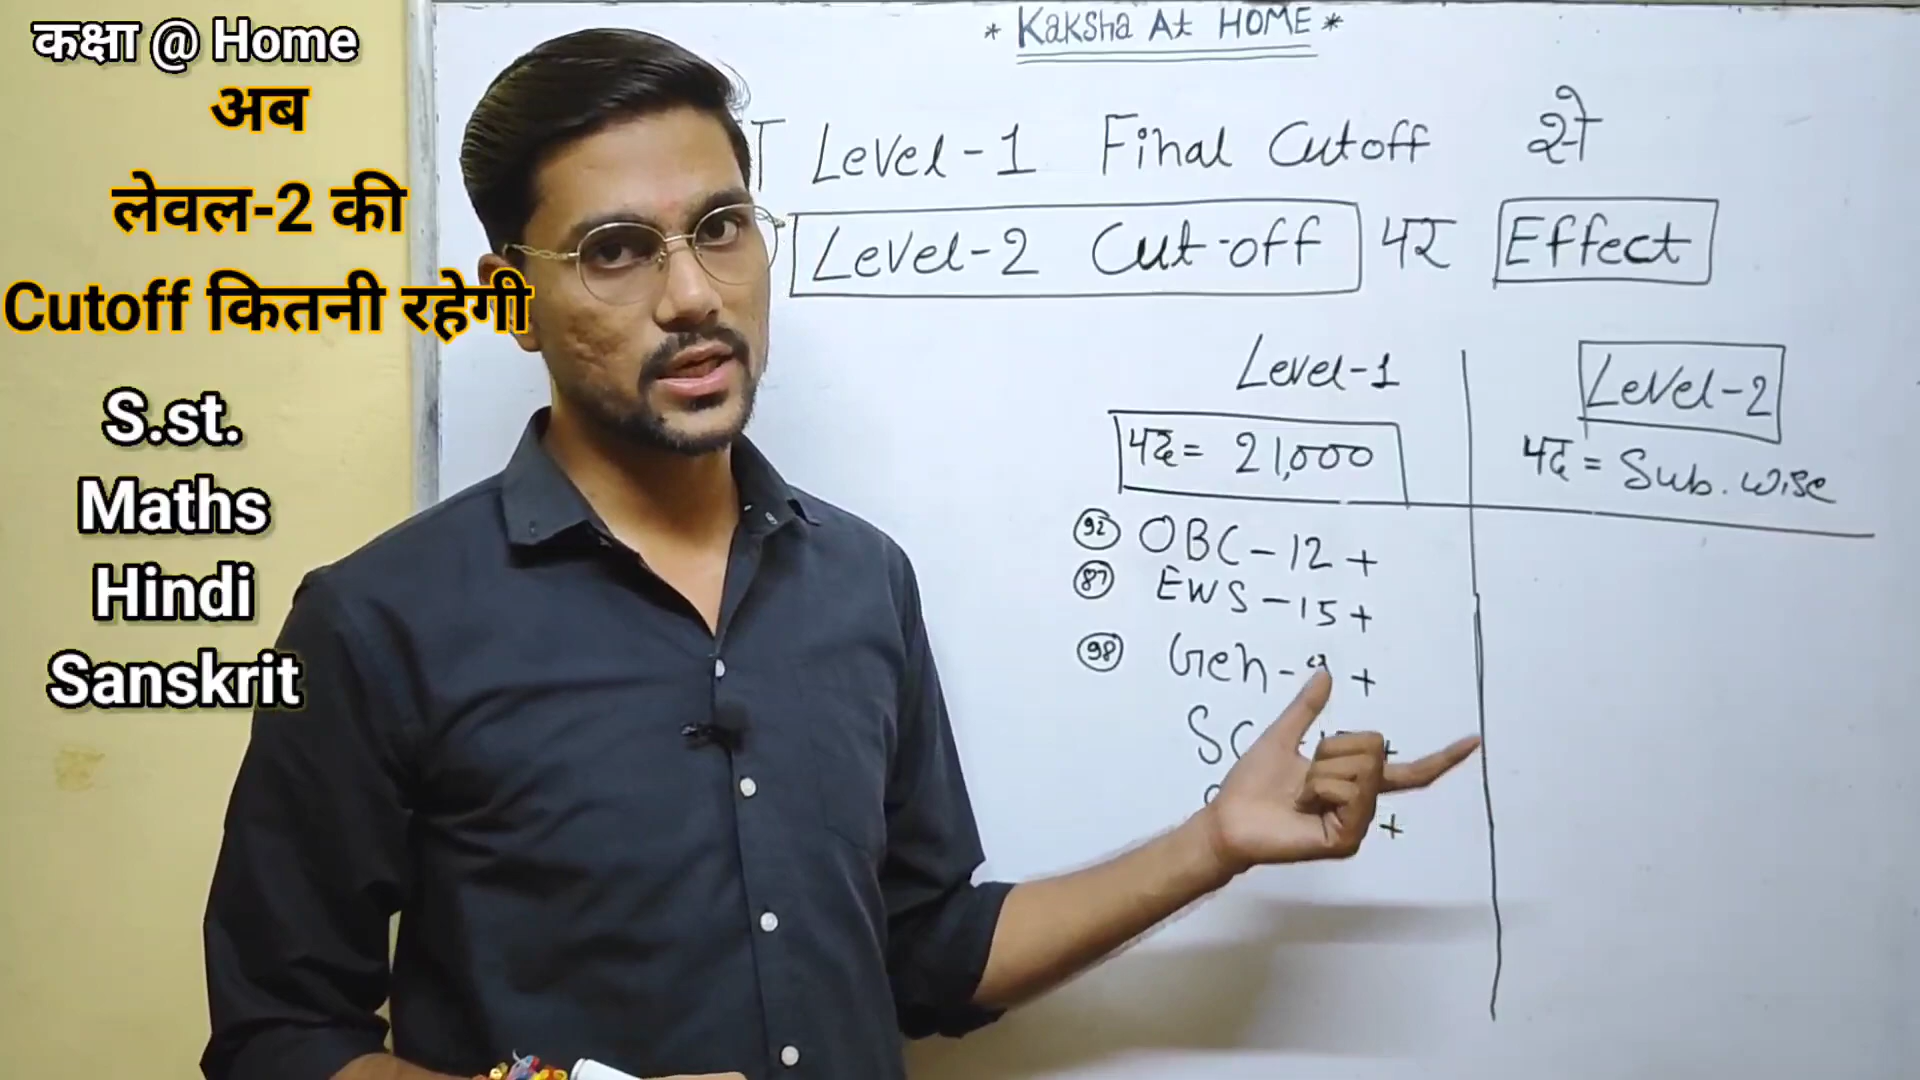 कक्षा @ Home
अब
लेवल-2 की
Cutoff कितनी रहेगी
S.st.
Maths
Hindi
Sanskrit
* Kaksha At HOME *
T Level-1 Final Cutoff से
Level-2 Cut-off पर Effect
Level-1
Level-2
पद = 21,000
पद = Sub. wise
92 OBC - 12 +
87 EWS - 15 +
98 Gen - +
SC +
+